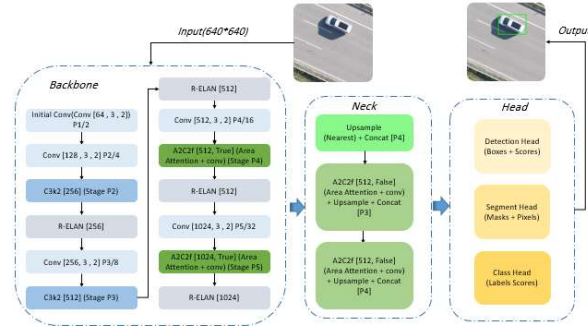 Input(640*640)
Output
Backbone
Initial Conv(Conv [64 , 3 , 2])
P1/2
Conv [128 , 3 , 2] P2/4
C3k2 [256] (Stage P2)
R-ELAN [256]
Conv [256, 3 , 2] P3/8
C3k2 [512] (Stage P3)
R-ELAN [512]
Conv [512, 3 , 2] P4/16
A2C2f [512, True] (Area
Attention + conv) (Stage P4)
R-ELAN [512]
Conv [1024, 3 , 2] P5/32
A2C2f [1024, True] (Area
Attention + conv) (Stage P5)
R-ELAN [1024]
Neck
Upsample
(Nearest) + Concat [P4]
A2C2f [512, False]
(Area Attention + conv)
+ Upsample + Concat
[P3]
A2C2f [512, False]
(Area Attention + conv)
+ Upsample + Concat
[P4]
Head
Detection Head
(Boxes + Scores)
Segment Head
(Masks + Pixels)
Class Head
(Labels Scores)